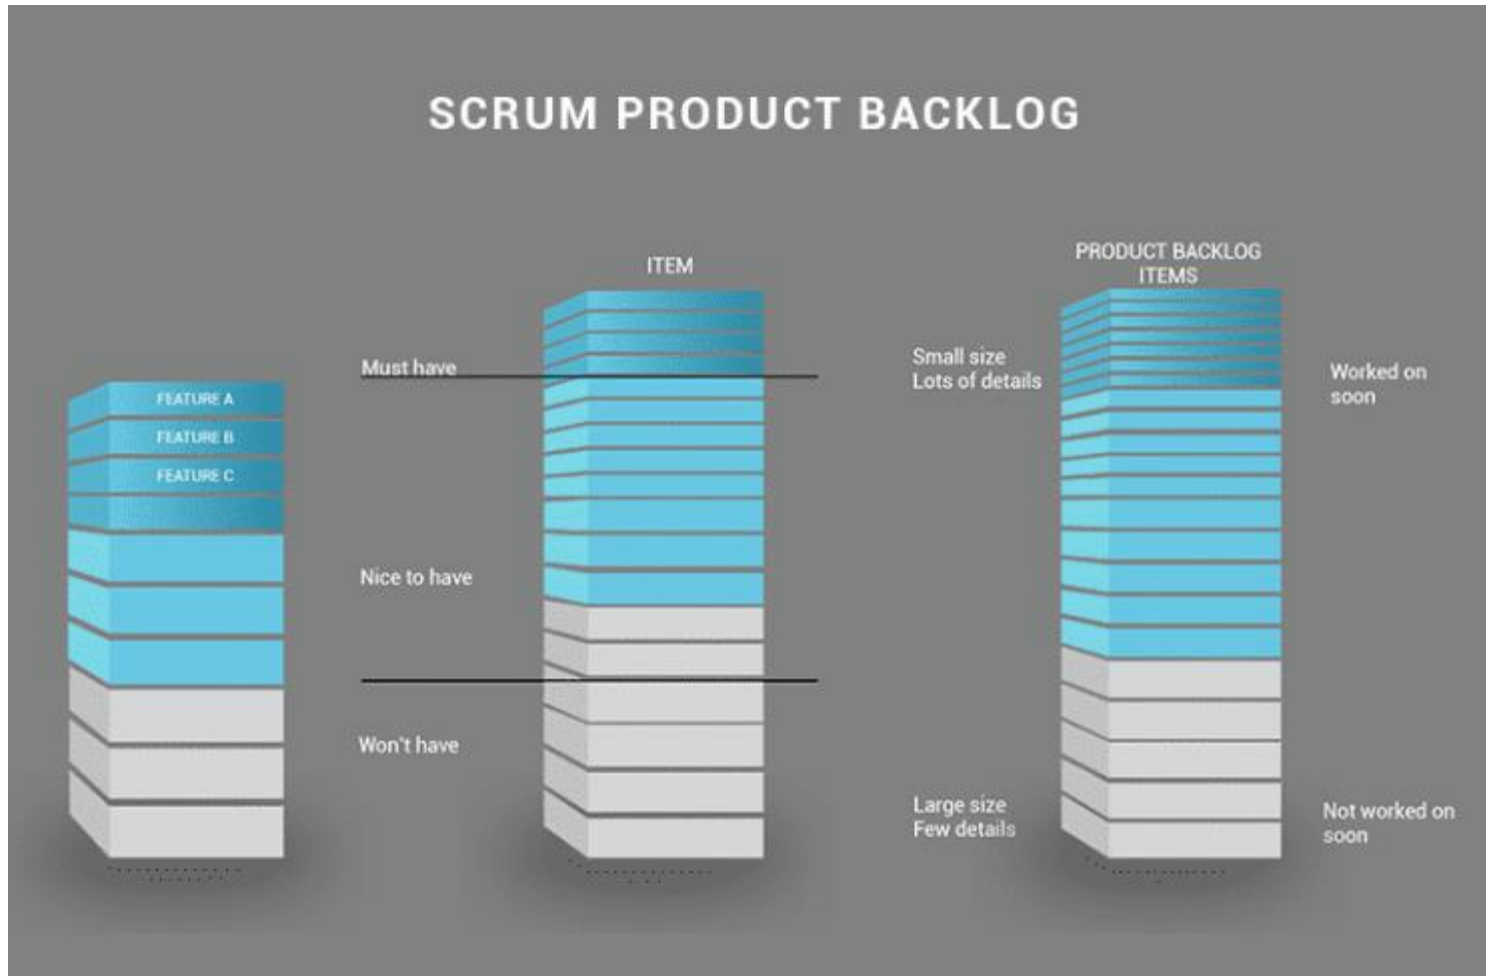 SCRUM PRODUCT BACKLOG
FEATURE A
FEATURE B
FEATURE C
ITEM
Must have
Nice to have
Won't have
PRODUCT BACKLOG
ITEMS
Small size
Lots of details
Worked on
soon
Large size
Few details
Not worked on
soon